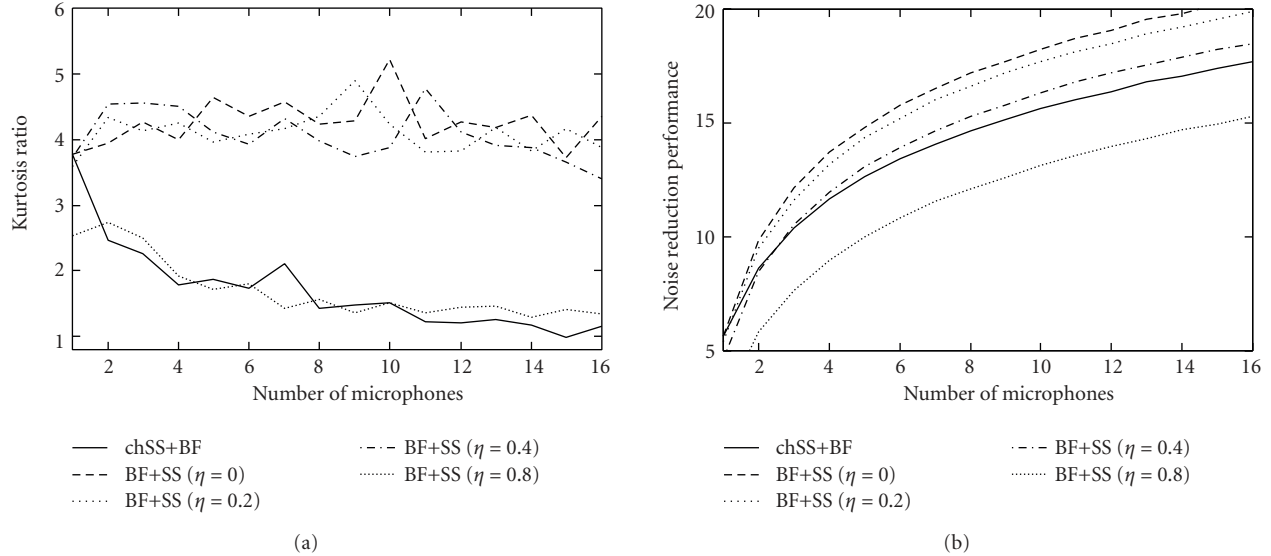 Kurtosis ratio
6
5
4
3
2
1
2 4 6 8 10 12 14 16
Number of microphones
chSS+BF
BF+SS (η = 0)
BF+SS (η = 0.2)
BF+SS (η = 0.4)
BF+SS (η = 0.8)
(a)
Noise reduction performance
20
15
10
5
2 4 6 8 10 12 14 16
Number of microphones
chSS+BF
BF+SS (η = 0)
BF+SS (η = 0.2)
BF+SS (η = 0.4)
BF+SS (η = 0.8)
(b)